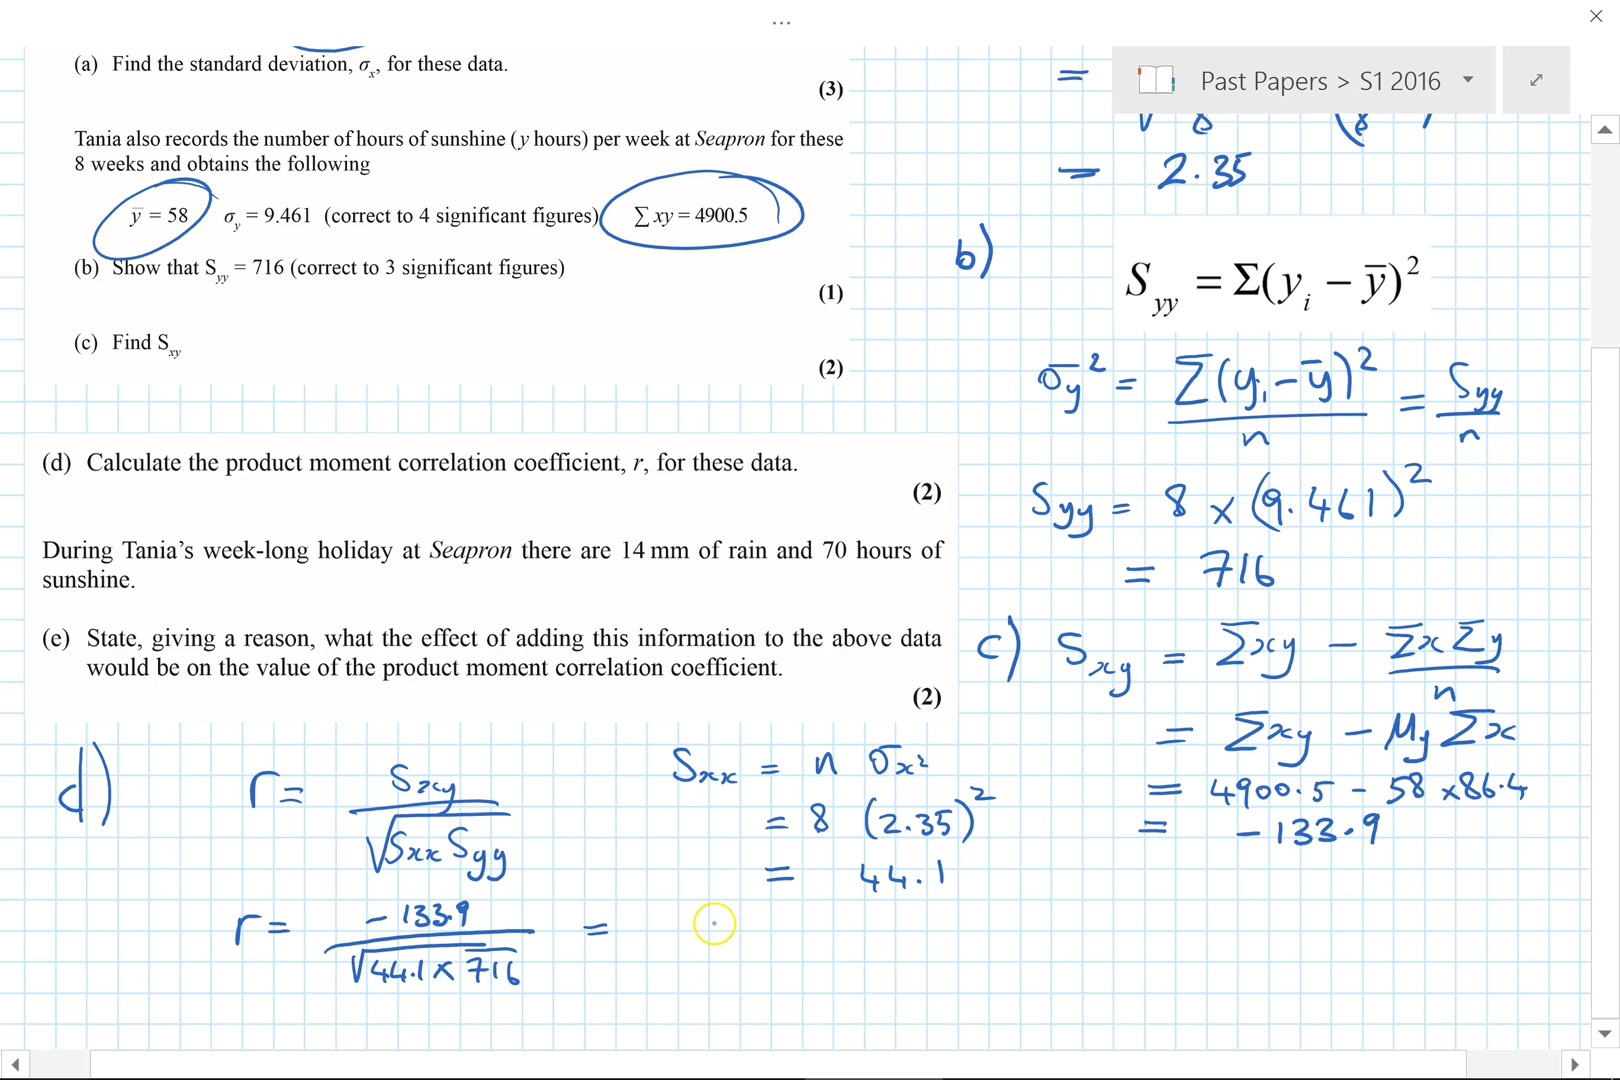 (a) Find the standard deviation, σx, for these data.
(3)
Tania also records the number of hours of sunshine (y hours) per week at Seapron for these
8 weeks and obtains the following
ȳ = 58 σy = 9.461 (correct to 4 significant figures) ∑xy = 4900.5
(b) Show that Syy = 716 (correct to 3 significant figures)
(1)
(c) Find Sxy
(2)
(d) Calculate the product moment correlation coefficient, r, for these data.
(2)
During Tania’s week-long holiday at Seapron there are 14 mm of rain and 70 hours of
sunshine.
(e) State, giving a reason, what the effect of adding this information to the above data
would be on the value of the product moment correlation coefficient.
(2)
d) r = Sxy / √Sxx Syy
r = -133.9 / √44.1 × 716 =
Sxx = n σx²
= 8 (2.35)²
= 44.1
Past Papers > S1 2016
=
= 2.35
b)
Syy = Σ(yi − ȳ)²
σy² = Σ(yi − ȳ)² / n = Syy / n
Syy = 8 × (9.461)²
= 716
c) Sxy = Σxy − Σx Σy / n
= Σxy − μy Σx
= 4900.5 − 58 × 86.4
= −133.9